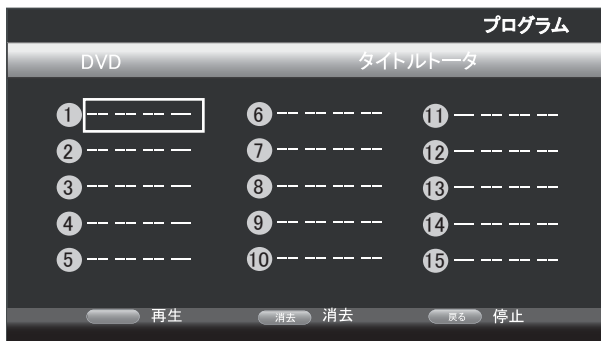 プログラム
DVD タイトルトータ
1 -- -- -- — 6 -- -- -- -- 11 — -- -- --
2 -- -- -- — 7 -- -- -- -- 12 — -- -- --
3 -- -- -- — 8 -- -- -- -- 13 — -- -- --
4 -- -- -- — 9 -- -- -- -- 14 — -- -- --
5 -- -- -- — 10 -- -- -- -- 15 — -- -- --
再生 消去 消去 戻る 停止